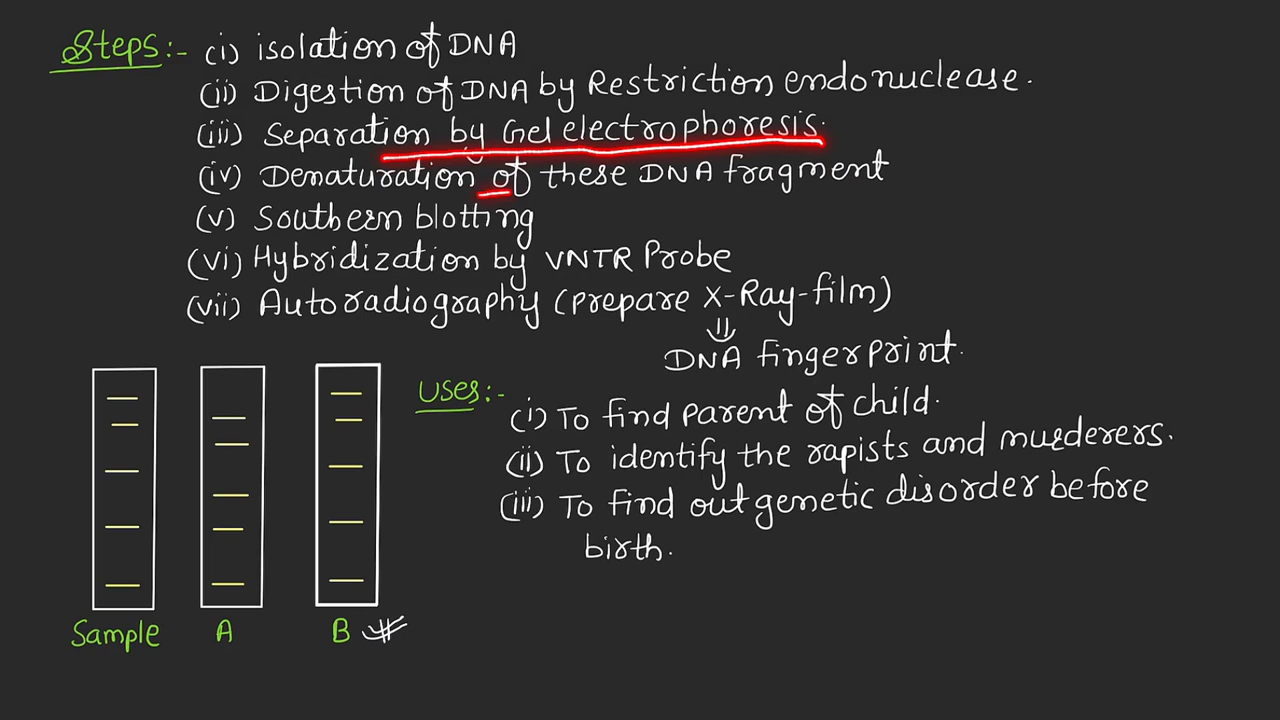 Steps:- (i) isolation of DNA
(ii) Digestion of DNA by Restriction endonuclease.
(iii) Separation by Gel electrophoresis.
(iv) Denaturation of these DNA fragment
(v) Southern blotting
(vi) Hybridization by VNTR Probe
(vii) Autoradiography (prepare X-Ray-film)
DNA fingerprint.
Uses:-
(i) To find parent of child.
(ii) To identify the rapists and murderers.
(iii) To find out genetic disorder before
birth.
Sample A B